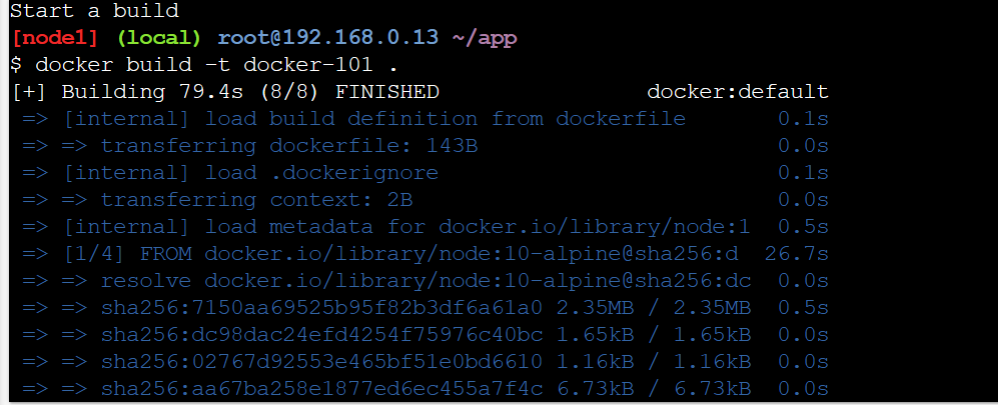 Start a build
[node1] (local) root@192.168.0.13 ~/app
$ docker build -t docker-101 .
[+] Building 79.4s (8/8) FINISHED docker:default
=> [internal] load build definition from dockerfile 0.1s
=> => transferring dockerfile: 143B 0.0s
=> [internal] load .dockerignore 0.1s
=> => transferring context: 2B 0.0s
=> [internal] load metadata for docker.io/library/node:1 0.5s
=> [1/4] FROM docker.io/library/node:10-alpine@sha256:d 26.7s
=> => resolve docker.io/library/node:10-alpine@sha256:dc 0.0s
=> => sha256:7150aa69525b95f82b3df6a61a0 2.35MB / 2.35MB 0.5s
=> => sha256:dc98dac24efd4254f75976c40bc 1.65kB / 1.65kB 0.0s
=> => sha256:02767d92553e465bf51e0bd6610 1.16kB / 1.16kB 0.0s
=> => sha256:aa67ba258e1877ed6ec455a7f4c 6.73kB / 6.73kB 0.0s